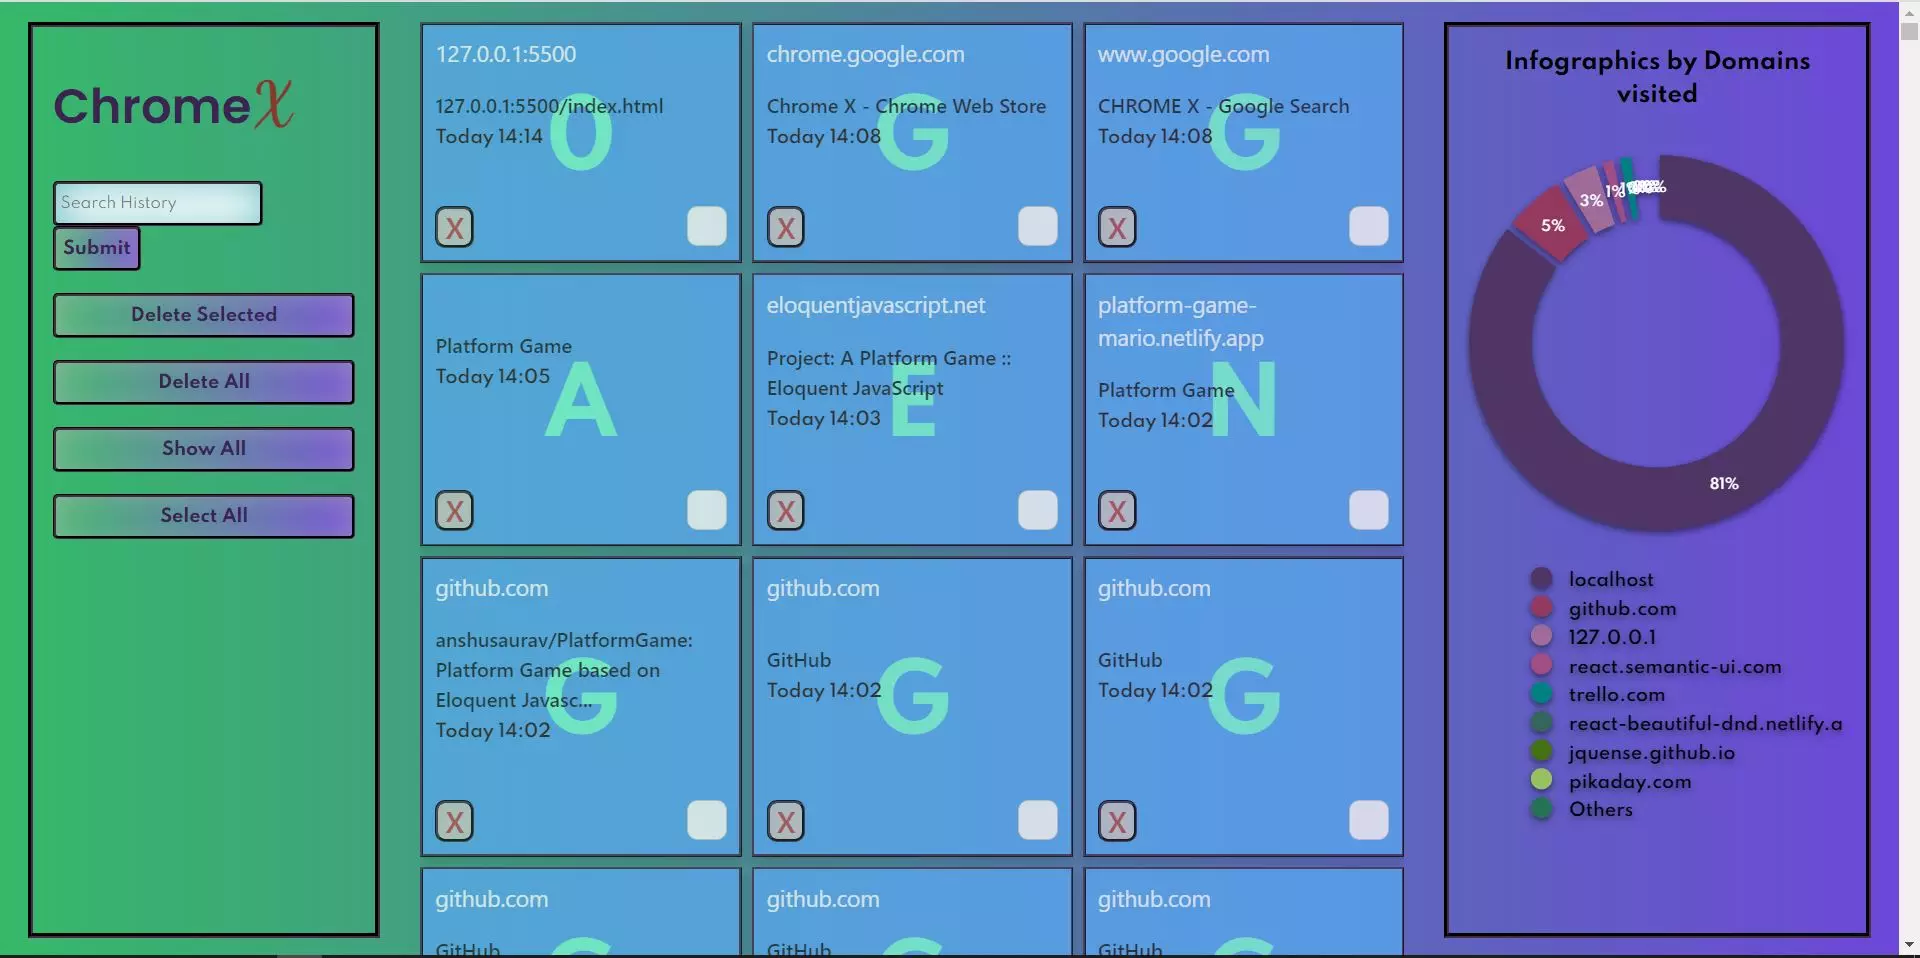 ChromeX
Search History
Submit
Delete Selected
Delete All
Show All
Select All
127.0.0.1:5500
127.0.0.1:5500/index.html
Today 14:14
0
X
chrome.google.com
Chrome X - Chrome Web Store
Today 14:08
G
X
www.google.com
CHROME X - Google Search
Today 14:08
G
X
Platform Game
Today 14:05
A
X
eloquentjavascript.net
Project: A Platform Game ::
Eloquent JavaScript
Today 14:03
E
X
platform-game-
mario.netlify.app
Platform Game
Today 14:02
N
X
github.com
anshusaurav/PlatformGame:
Platform Game based on
Eloquent Javasc...
Today 14:02
G
X
github.com
GitHub
Today 14:02
G
X
github.com
GitHub
Today 14:02
G
X
github.com
GitHub
G
github.com
GitHub
G
github.com
GitHub
G
Infographics by Domains
visited
5%
3%
1%
81%
localhost
github.com
127.0.0.1
react.semantic-ui.com
trello.com
react-beautiful-dnd.netlify.a
jquense.github.io
pikaday.com
Others